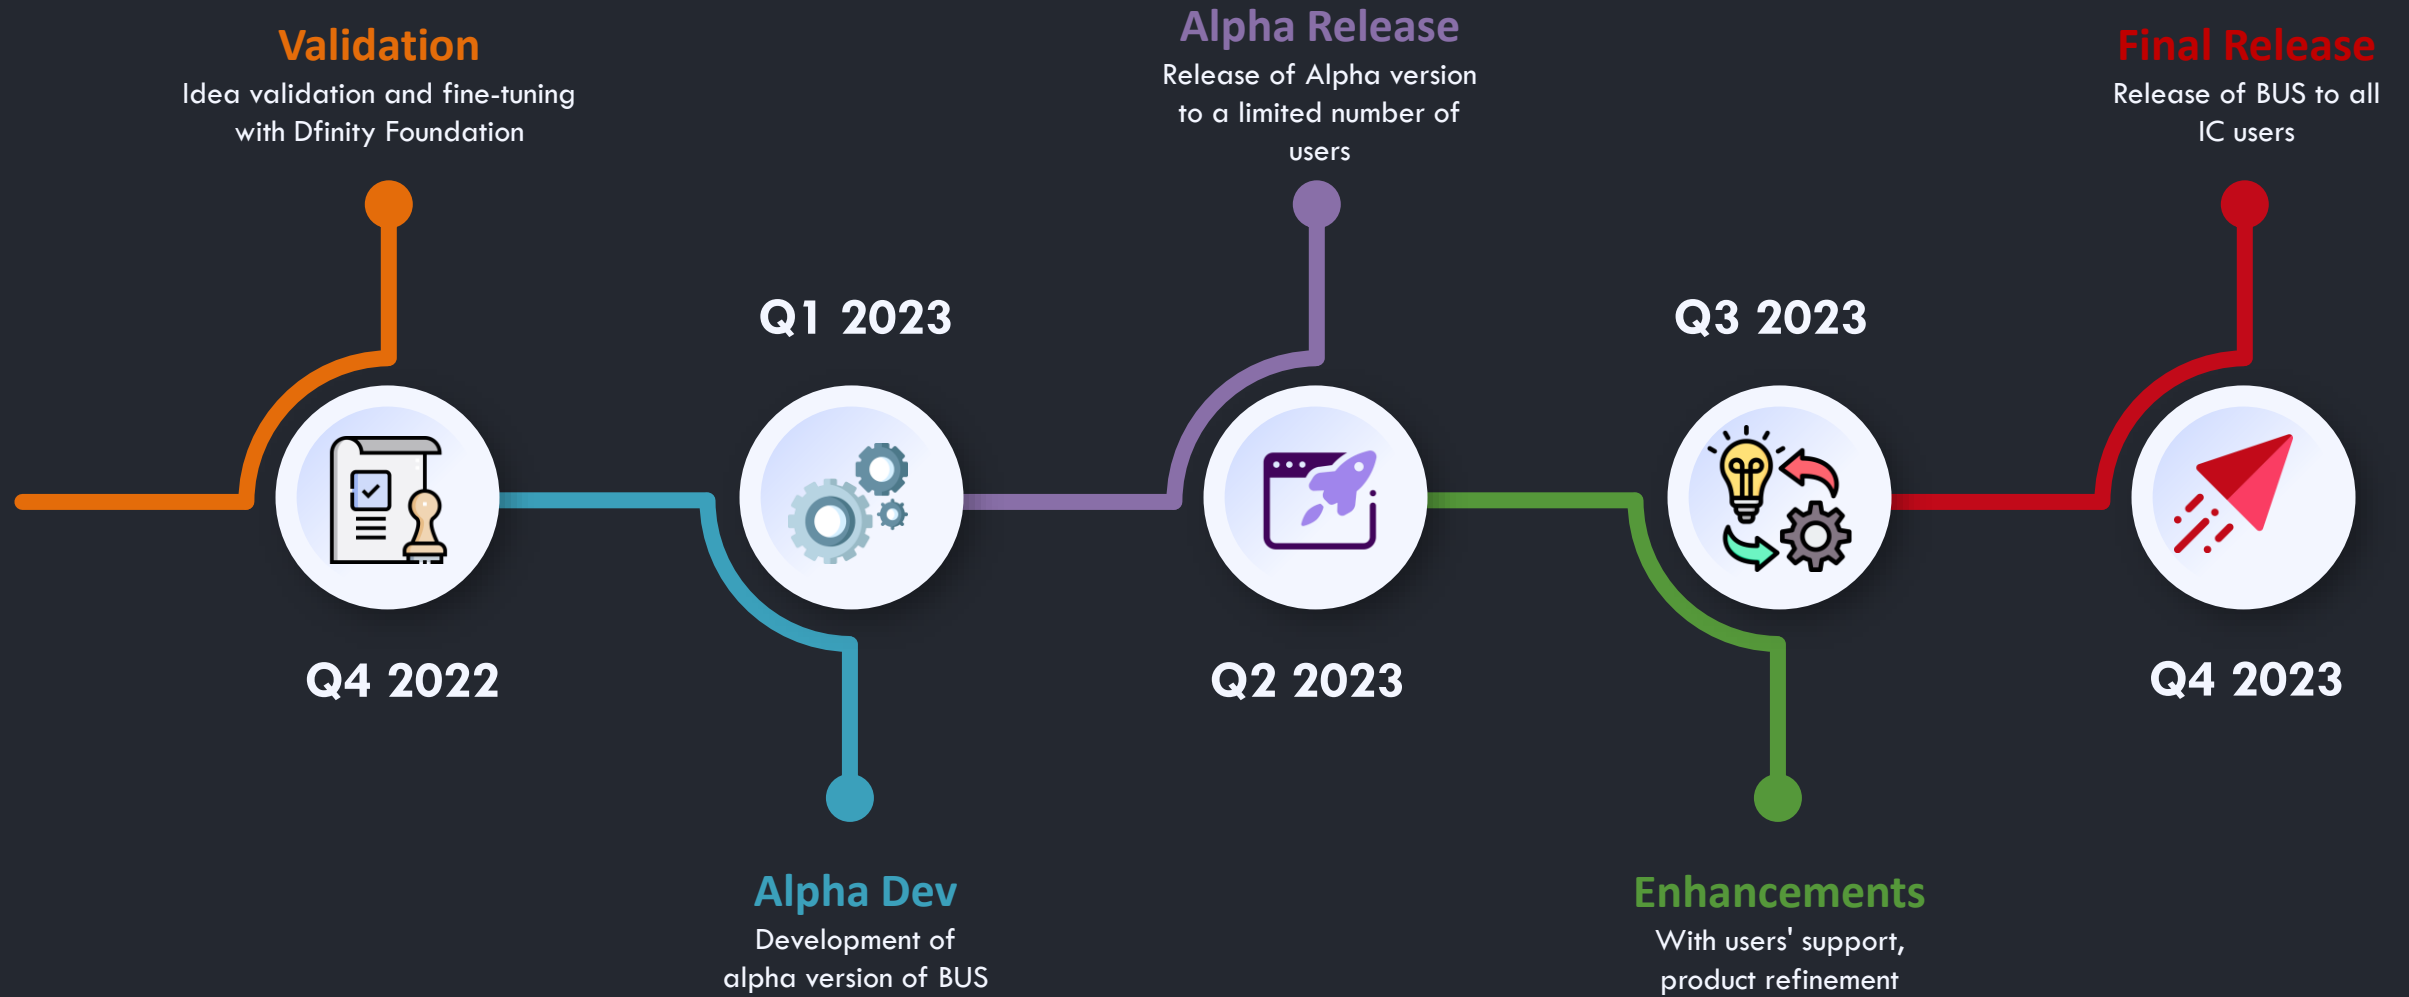 Validation
Idea validation and fine-tuning
with Dfinity Foundation
Q4 2022
Q1 2023
Alpha Dev
Development of
alpha version of BUS
Alpha Release
Release of Alpha version
to a limited number of
users
Q2 2023
Q3 2023
Enhancements
With users' support,
product refinement
Final Release
Release of BUS to all
IC users
Q4 2023